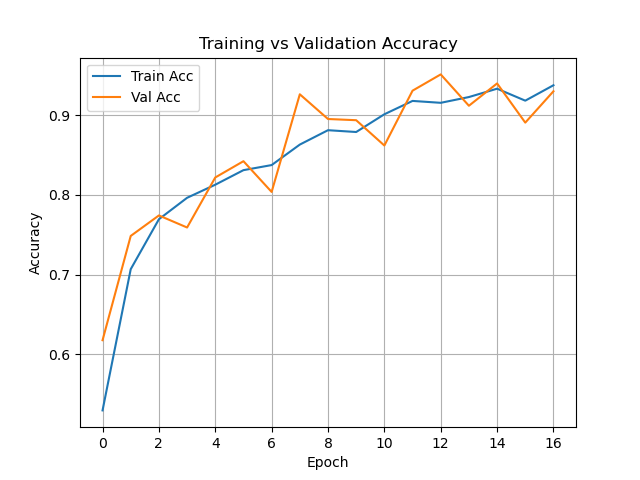 Training vs Validation Accuracy
Train Acc
Val Acc
0.9
0.8
0.7
0.6
Accuracy
0 2 4 6 8 10 12 14 16
Epoch